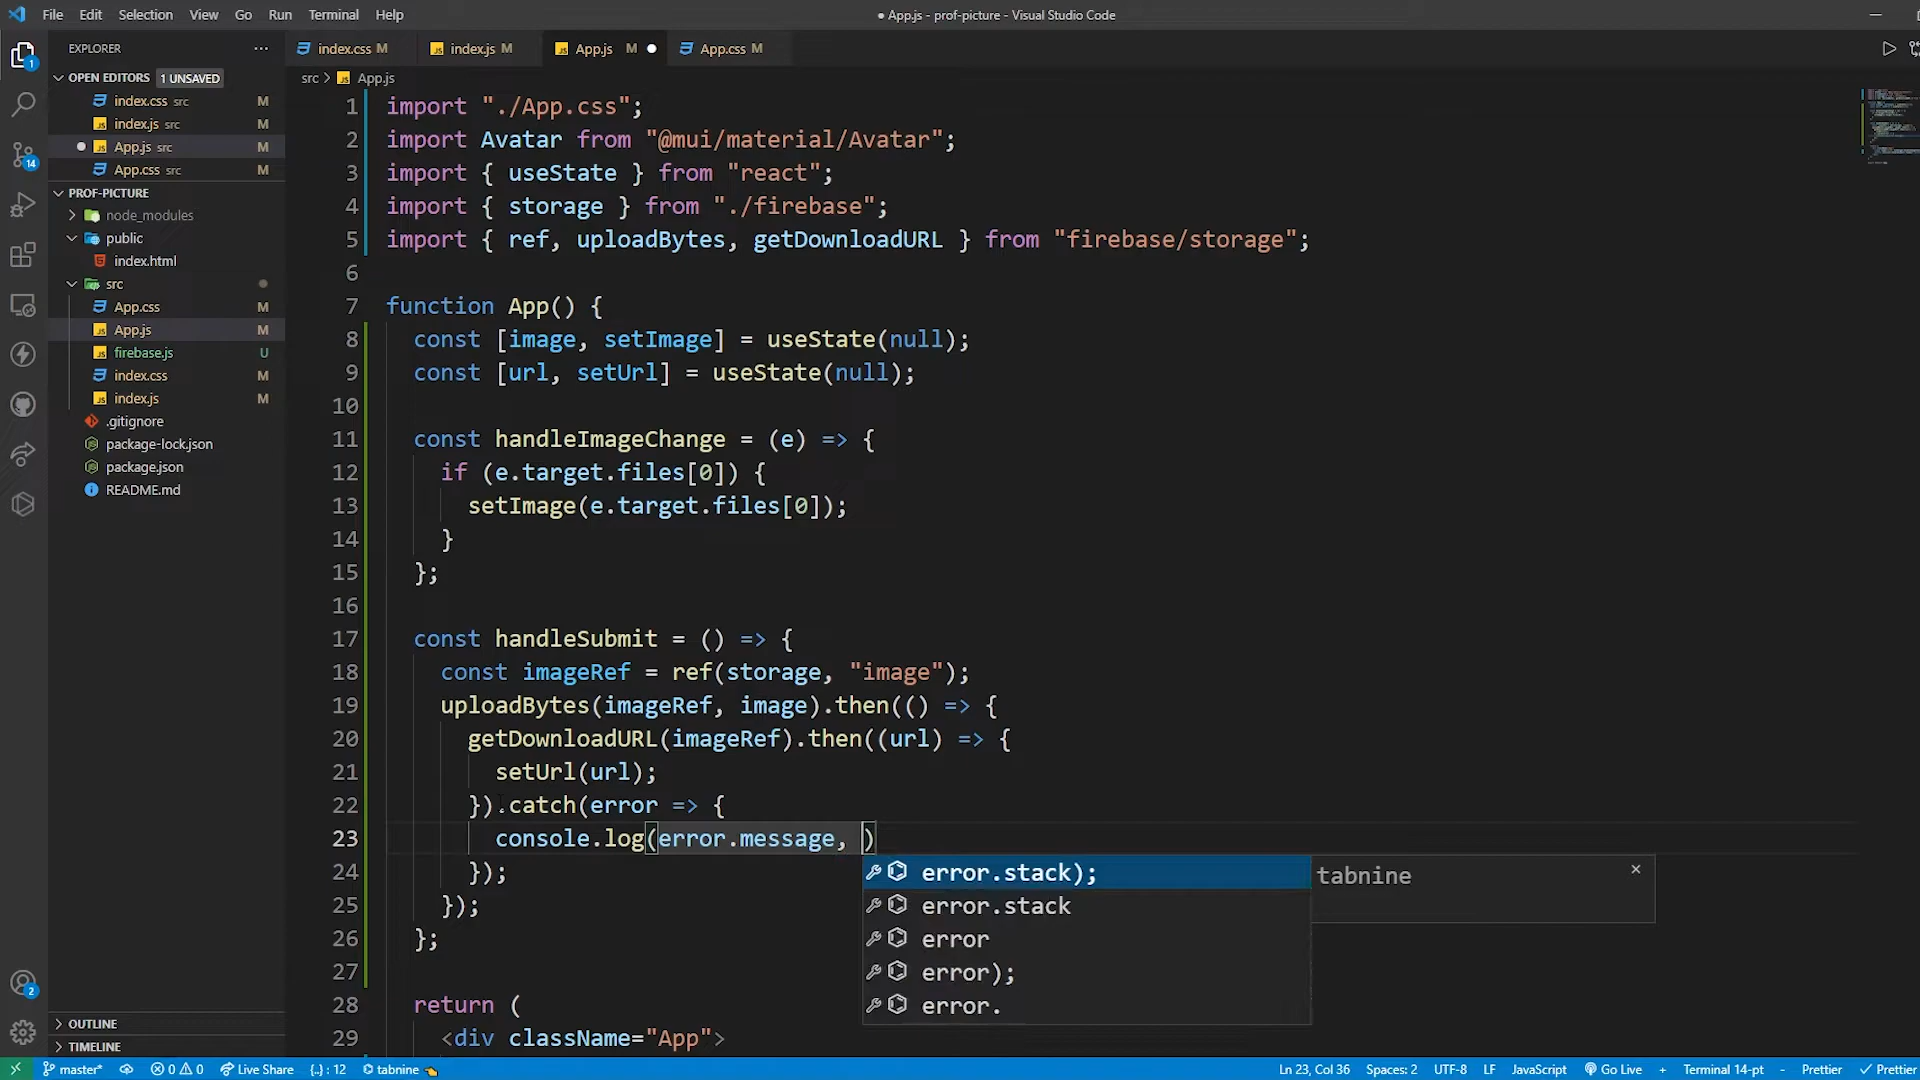 File Edit Selection View Go Run Terminal Help
● App.js - prof-picture - Visual Studio Code
EXPLORER
index.css M
index.js M
App.js M
App.css M
OPEN EDITORS 1 UNSAVED
index.css src M
index.js src M
App.js src M
App.css src M
PROF-PICTURE
node_modules
public
index.html
src
App.css M
App.js M
firebase.js U
index.css M
index.js M
.gitignore
package-lock.json
package.json
README.md
OUTLINE
TIMELINE
1
14
2
src > App.js
1 import "./App.css";
2 import Avatar from "@mui/material/Avatar";
3 import { useState } from "react";
4 import { storage } from "./firebase";
5 import { ref, uploadBytes, getDownloadURL } from "firebase/storage";
6
7 function App() {
8 const [image, setImage] = useState(null);
9 const [url, setUrl] = useState(null);
10
11 const handleImageChange = (e) => {
12 if (e.target.files[0]) {
13 setImage(e.target.files[0]);
14 }
15 };
16
17 const handleSubmit = () => {
18 const imageRef = ref(storage, "image");
19 uploadBytes(imageRef, image).then(() => {
20 getDownloadURL(imageRef).then((url) => {
21 setUrl(url);
22 }).catch(error => {
23 console.log(error.message, )
24 });
25 });
26 };
27
28 return (
29 <div className="App">
error.stack);
error.stack
error
error);
error.
tabnine
master* 0 0 Live Share {..} : 12 tabnine Ln 23, Col 36 Spaces: 2 UTF-8 LF JavaScript Go Live + Terminal 14-pt - Prettier Prettier